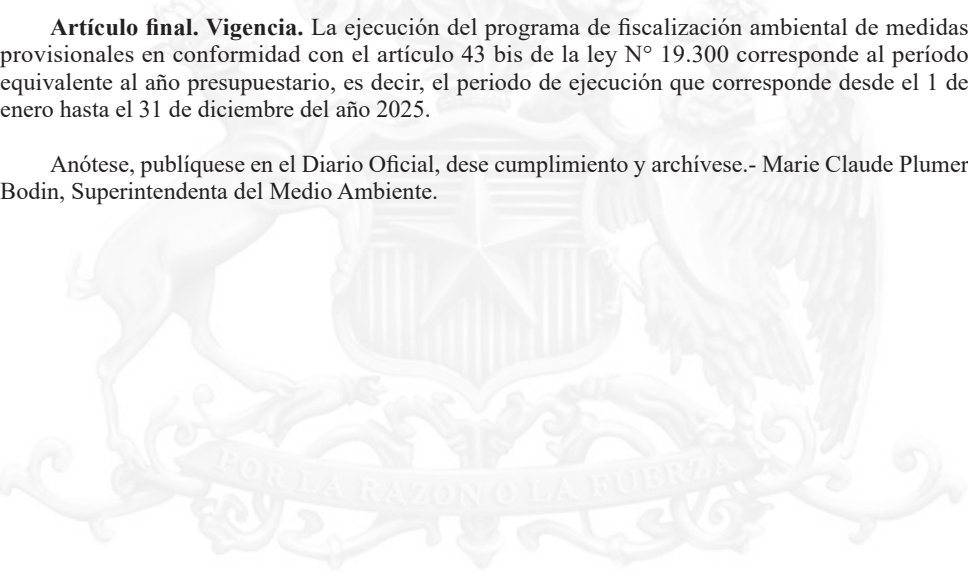 Artículo final. Vigencia. La ejecución del programa de fiscalización ambiental de medidas
provisionales en conformidad con el artículo 43 bis de la ley N° 19.300 corresponde al período
equivalente al año presupuestario, es decir, el periodo de ejecución que corresponde desde el 1 de
enero hasta el 31 de diciembre del año 2025.
Anótese, publíquese en el Diario Oficial, dese cumplimiento y archívese.- Marie Claude Plumer
Bodin, Superintendenta del Medio Ambiente.
POR LA RAZON O LA FUERZA